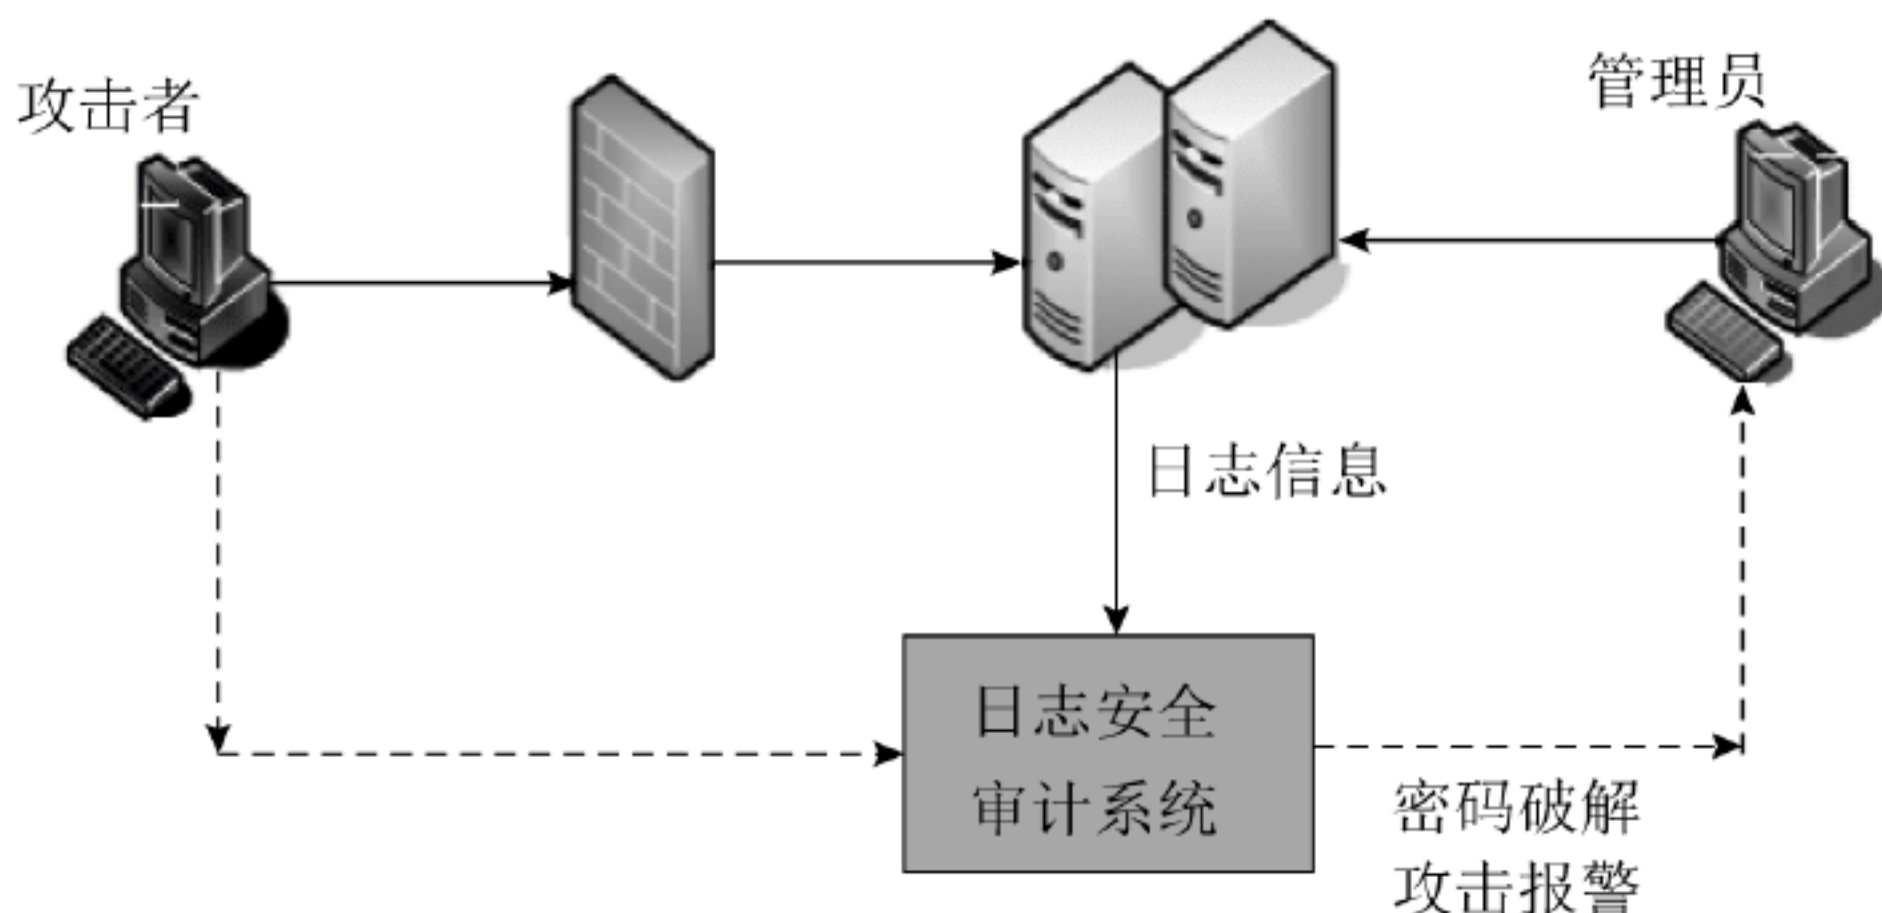 攻击者
管理员
日志信息
日志安全
审计系统
密码破解
攻击报警